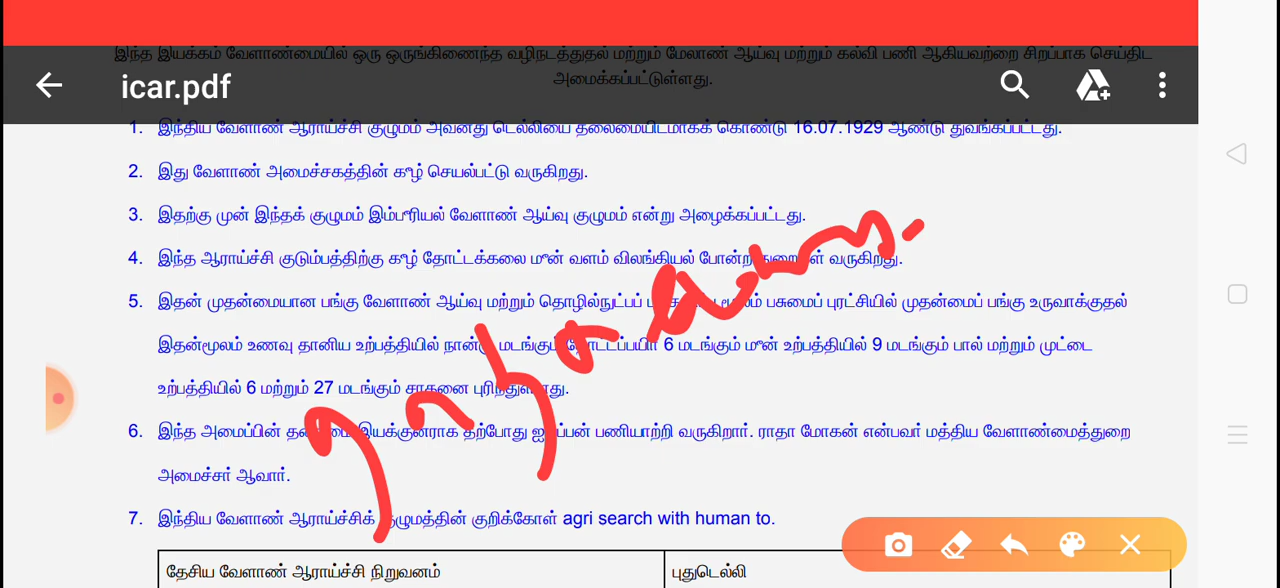 இந்த இயக்கம் வேளாண்மையில் ஒரு ஒருங்கிணைந்த வழிநடத்துதல் மற்றும் மேலாண் ஆய்வு மற்றும் கல்வி பணி ஆகியவற்றை சிறப்பாக செய்திட
அமைக்கப்பட்டுள்ளது.
icar.pdf
1. இந்திய வேளாண் ஆராய்ச்சி குழுமம் அவனது டெல்லியை தலைமையிடமாகக் கொண்டு 16.07.1929 ஆண்டு துவங்கப்பட்டது.
2. இது வேளாண் அமைச்சகத்தின் கீழ் செயல்பட்டு வருகிறது.
3. இதற்கு முன் இந்தக் குழுமம் இம்பீரியல் வேளாண் ஆய்வு குழுமம் என்று அழைக்கப்பட்டது.
4. இந்த ஆராய்ச்சி குடும்பத்திற்கு கீழ் தோட்டக்கலை மீன் வளம் விலங்கியல் போன்ற வருகிறது.
5. இதன் முதன்மையான பங்கு வேளாண் ஆய்வு மற்றும் தொழில்நுட்பப் மூலம் பசுமைப் புரட்சியில் முதன்மைப் பங்கு உருவாக்குதல்
இதன்மூலம் உணவு தானிய உற்பத்தியில் மடங்கும் 6 மடங்கும் மீன் உற்பத்தியில் 9 மடங்கும் பால் மற்றும் முட்டை
உற்பத்தியில் 6 மற்றும் 27 மடங்கும் சாதனை
6. இந்த அமைப்பின் இயக்குனராக தற்போது பணியாற்றி வருகிறார். ராதா மோகன் என்பவர் மத்திய வேளாண்மைத்துறை
அமைச்சர் ஆவார்.
7. இந்திய வேளாண் ஆராய்ச்சிக் குழுமத்தின் குறிக்கோள் agri search with human to.
தேசிய வேளாண் ஆராய்ச்சி நிறுவனம் புதுடெல்லி